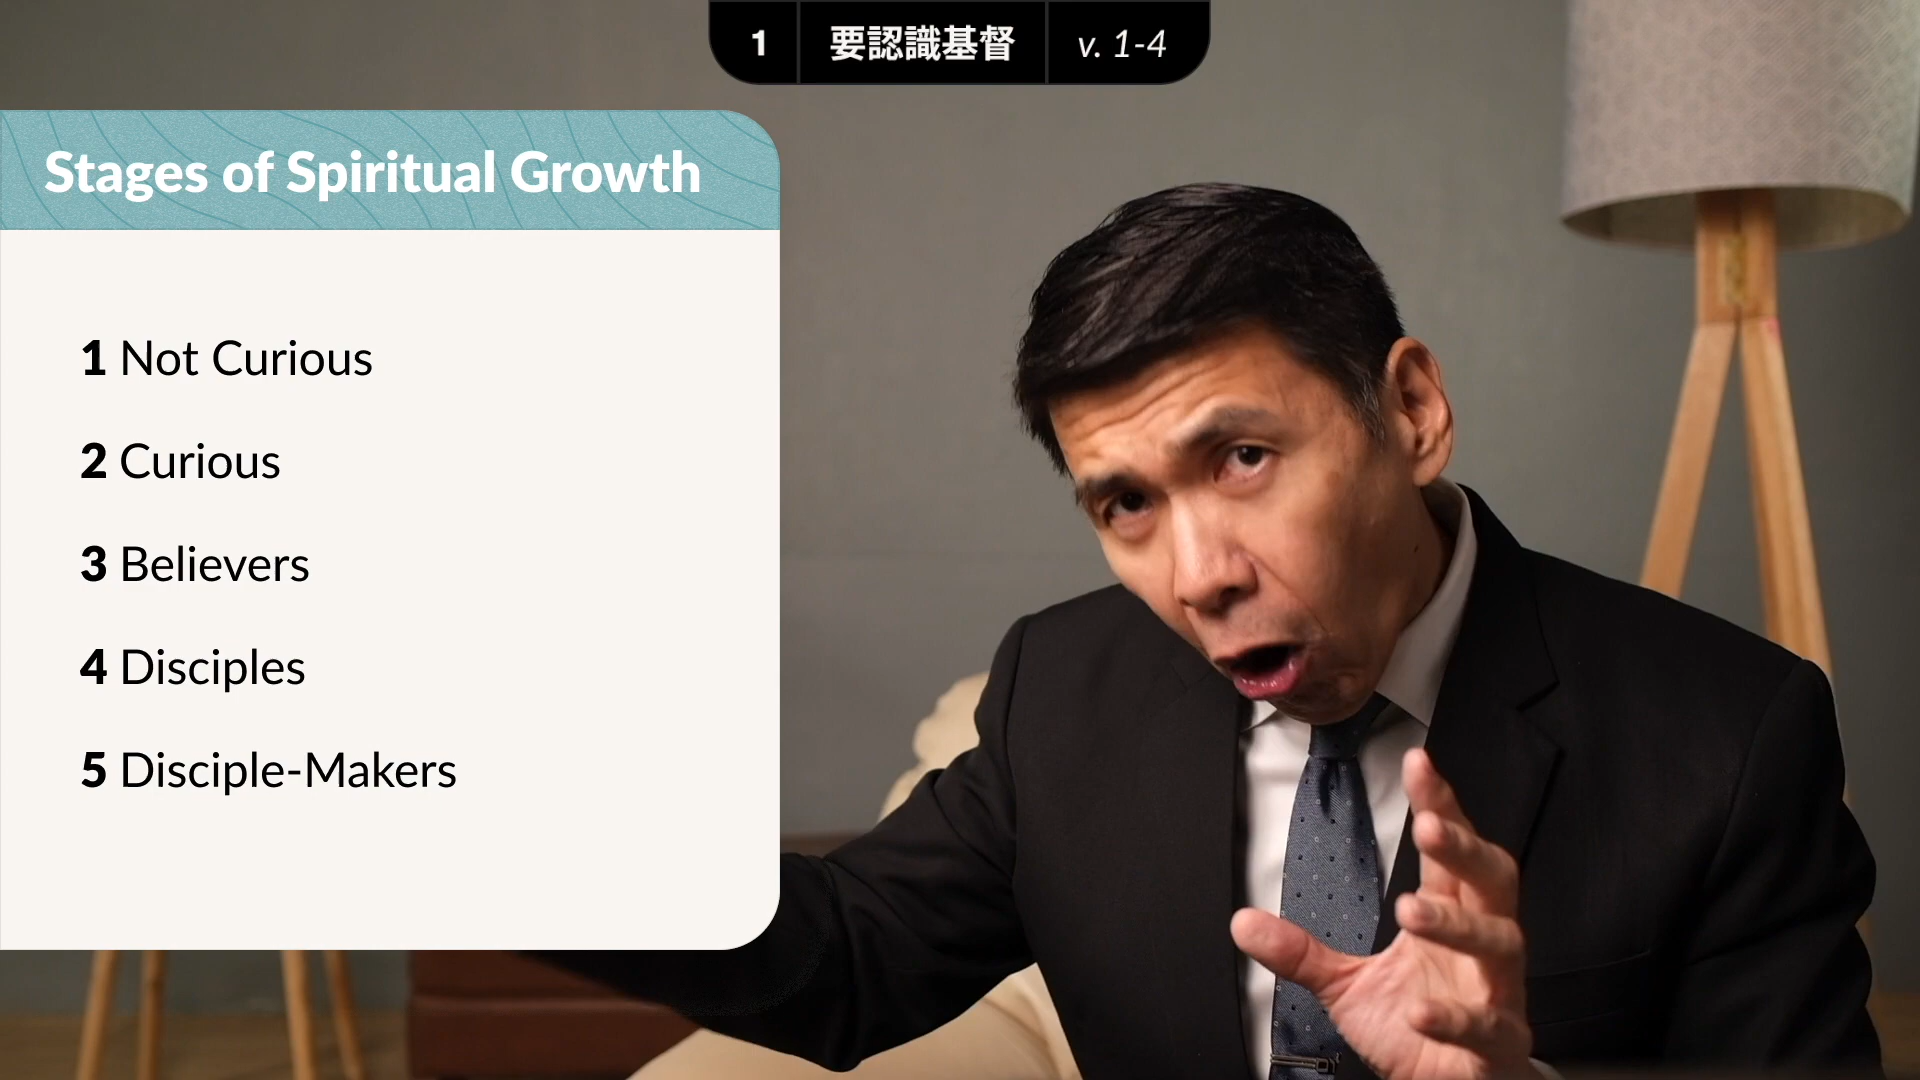 1 要認識基督 v. 1-4
Stages of Spiritual Growth
1 Not Curious
2 Curious
3 Believers
4 Disciples
5 Disciple-Makers